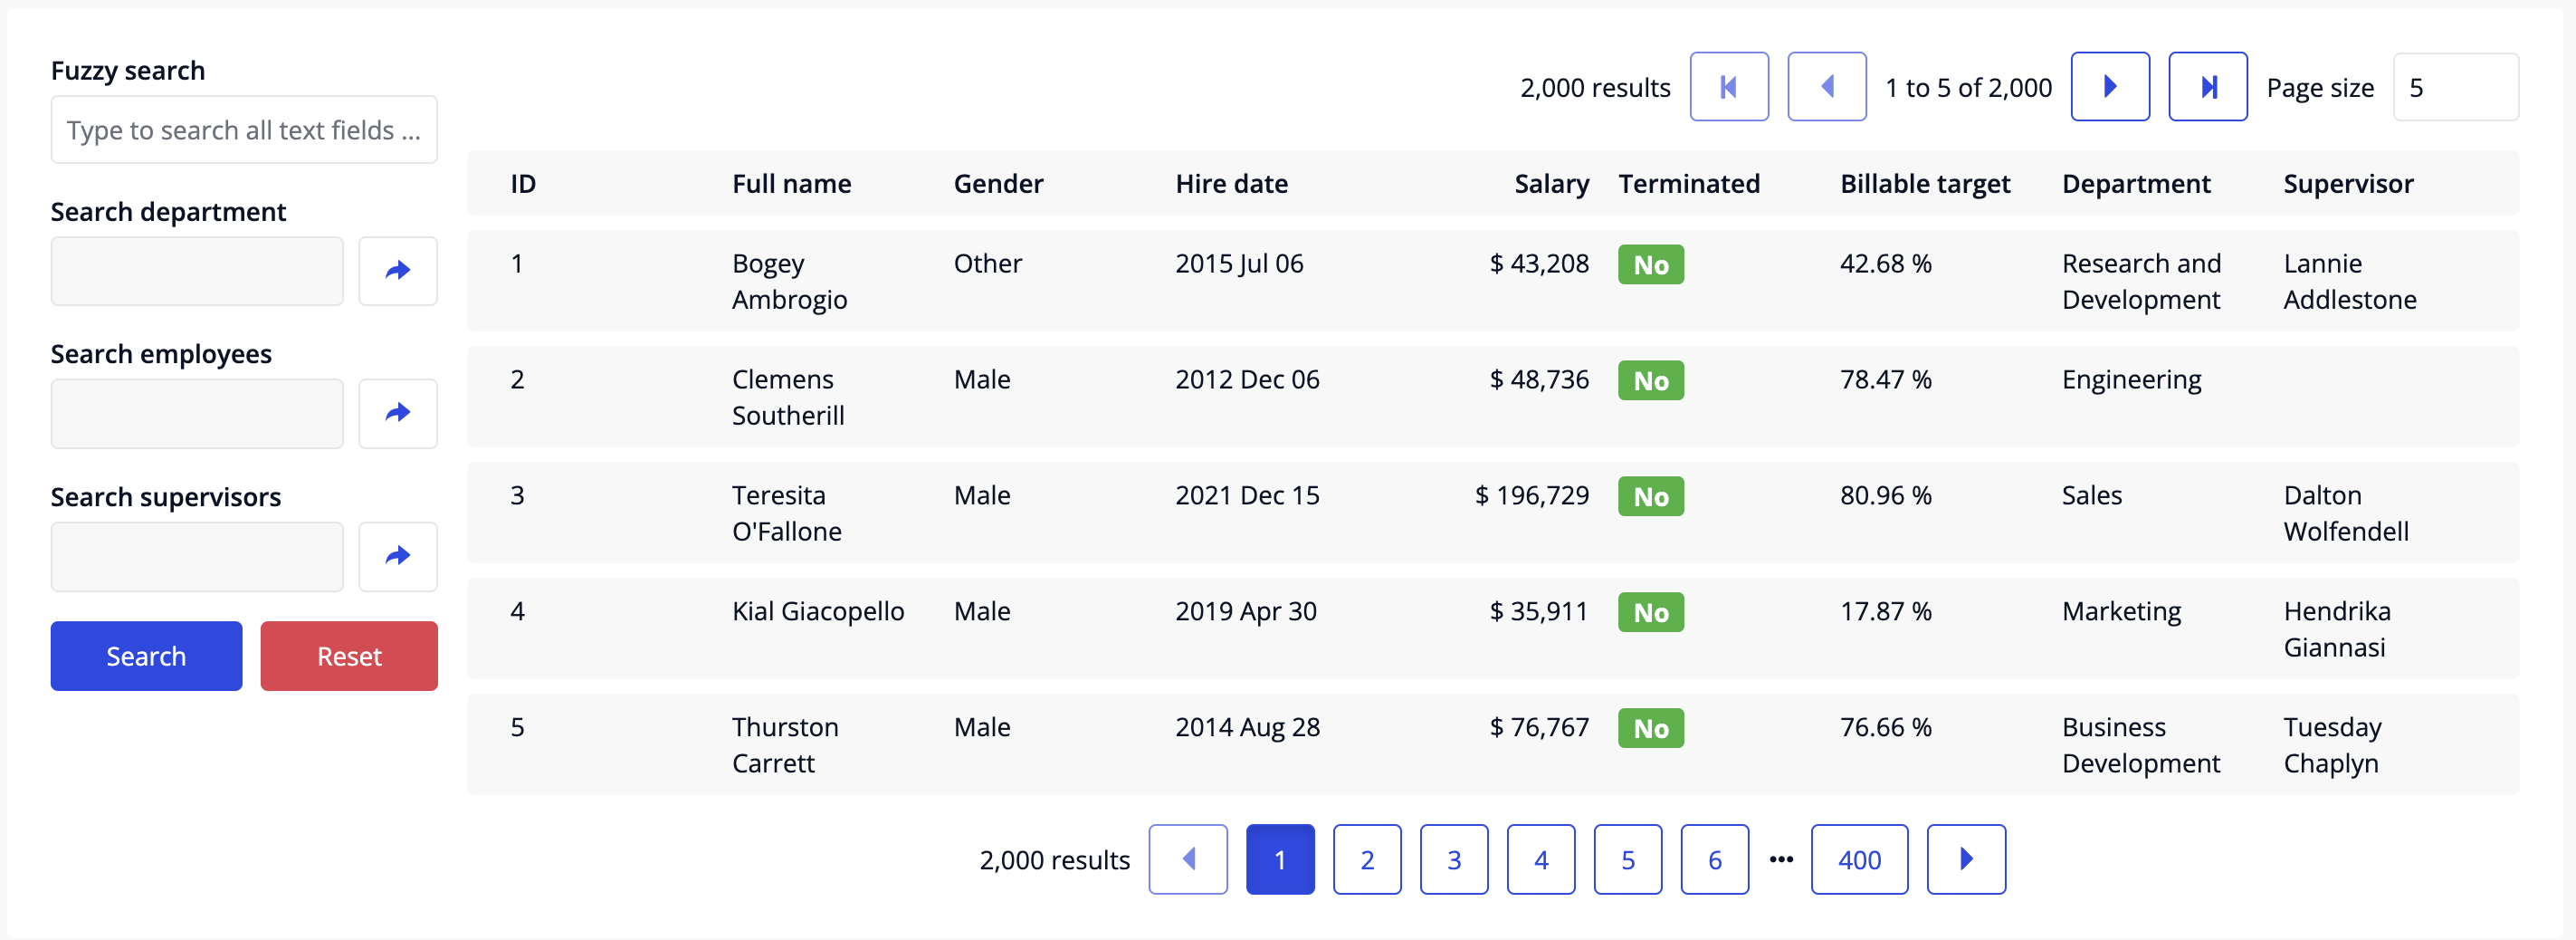 Fuzzy search
Type to search all text fields ...
Search department
Search employees
Search supervisors
Search Reset
2,000 results 1 to 5 of 2,000 Page size 5
ID Full name Gender Hire date Salary Terminated Billable target Department Supervisor
1 Bogey Ambrogio Other 2015 Jul 06 $ 43,208 No 42.68 % Research and Development Lannie Addlestone
2 Clemens Southerill Male 2012 Dec 06 $ 48,736 No 78.47 % Engineering
3 Teresita O'Fallone Male 2021 Dec 15 $ 196,729 No 80.96 % Sales Dalton Wolfendell
4 Kial Giacopello Male 2019 Apr 30 $ 35,911 No 17.87 % Marketing Hendrika Giannasi
5 Thurston Carrett Male 2014 Aug 28 $ 76,767 No 76.66 % Business Development Tuesday Chaplyn
2,000 results 1 2 3 4 5 6 ... 400